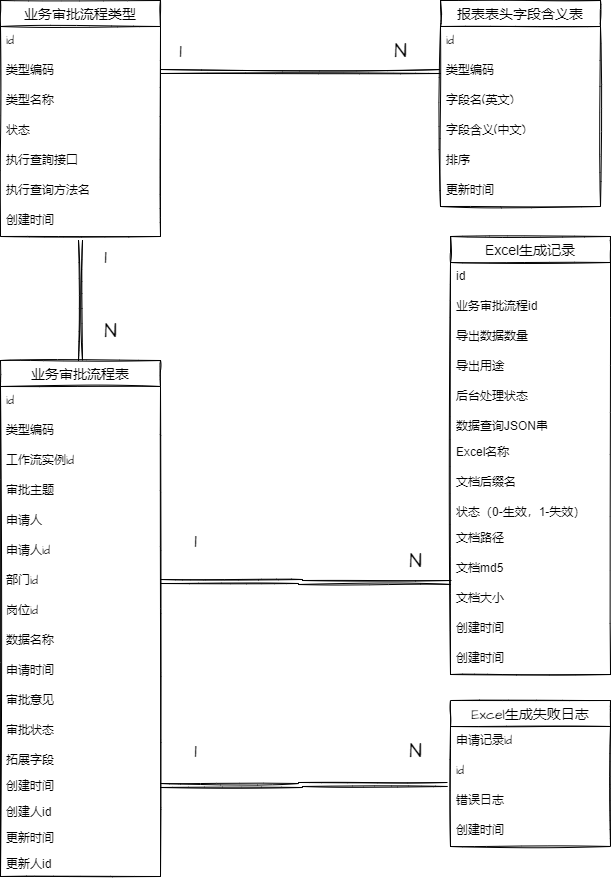 业务审批流程类型
id
类型编码
类型名称
状态
执行查詢接口
执行查询方法名
创建时间
1
N
报表表头字段含义表
id
类型编码
字段名(英文)
字段含义(中文)
排序
更新时间
1
N
业务审批流程表
id
类型编码
工作流实例id
审批主题
申请人
申请人id
部门id
岗位id
数据名称
申请时间
审批意见
审批状态
拓展字段
创建时间
创建人id
更新时间
更新人id
1
N
Excel生成记录
id
业务审批流程id
导出数据数量
导出用途
后台处理状态
数据查询JSON串
Excel名称
文档后缀名
状态（0-生效，1-失效）
文档路径
文档md5
文档大小
创建时间
创建时间
1
N
Excel生成失败日志
申请记录id
id
错误日志
创建时间